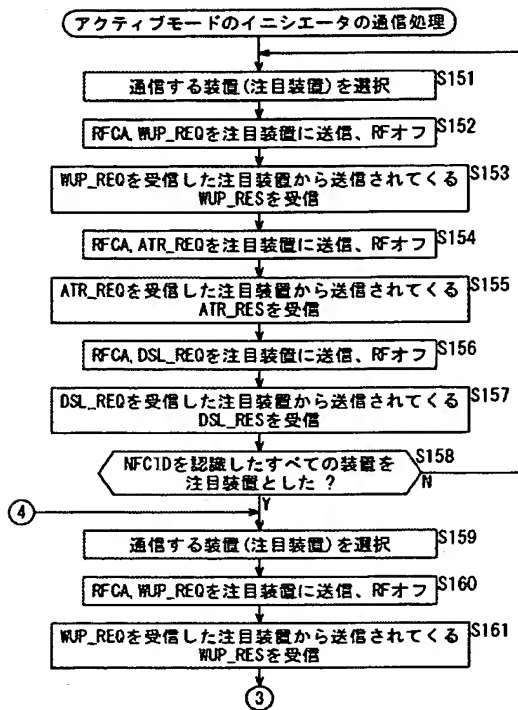 アクティブモードのイニシエータの通信処理
通信する装置(注目装置)を選択
S151
RFCA,WUP_REQを注目装置に送信、RFオフ
S152
WUP_REQを受信した注目装置から送信されてくる
WUP_RESを受信
S153
RFCA,ATR_REQを注目装置に送信、RFオフ
S154
ATR_REQを受信した注目装置から送信されてくる
ATR_RESを受信
S155
RFCA,DSL_REQを注目装置に送信、RFオフ
S156
DSL_REQを受信した注目装置から送信されてくる
DSL_RESを受信
S157
NFCIDを認識したすべての装置を
注目装置とした ?
S158
N
Y
4
通信する装置(注目装置)を選択
S159
RFCA,WUP_REQを注目装置に送信、RFオフ
S160
WUP_REQを受信した注目装置から送信されてくる
WUP_RESを受信
S161
3